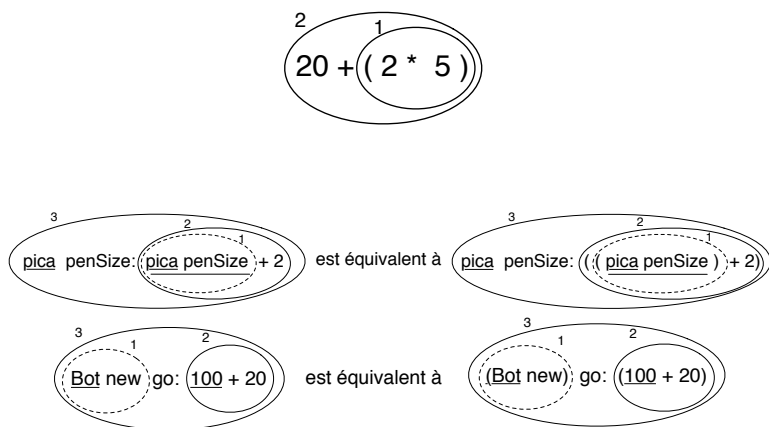 2
1
20 + ( 2 * 5 )
3
2
1
pica penSize: pica penSize + 2
est équivalent à
3
2
1
pica penSize: ( ( pica penSize ) + 2)
3
1
2
Bot new go: 100 + 20
est équivalent à
3
1
2
(Bot new) go: (100 + 20)